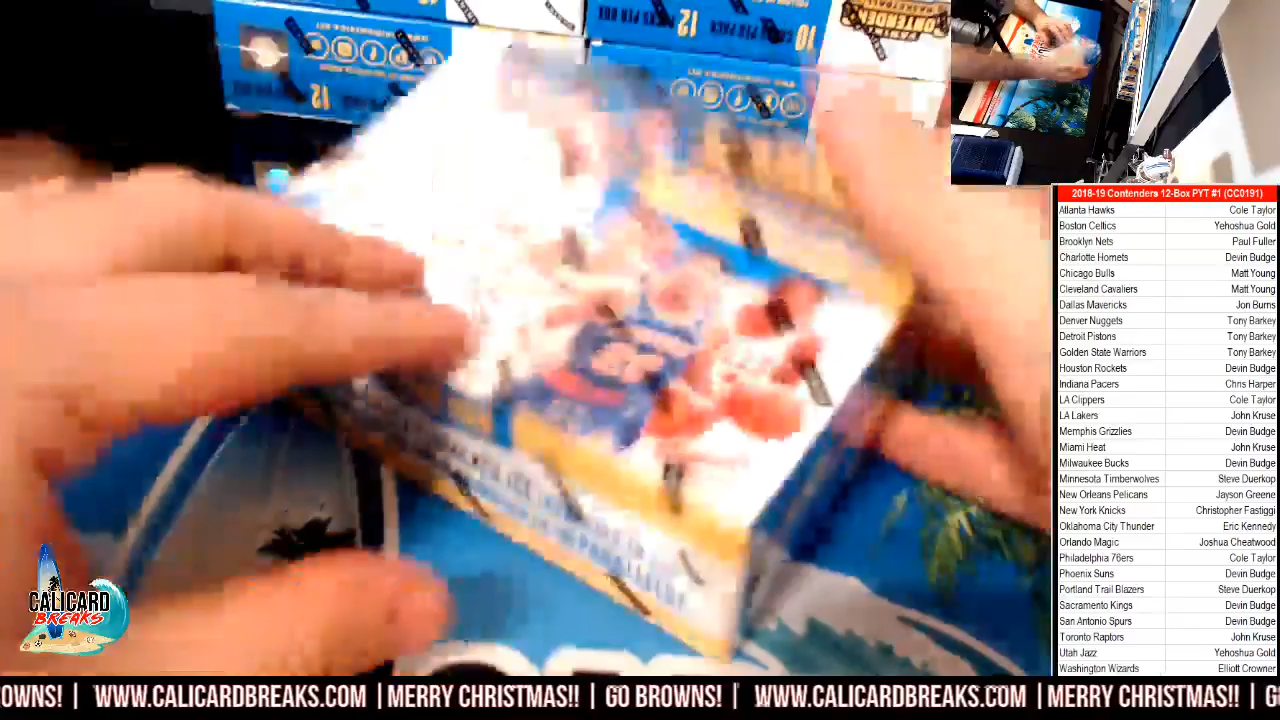 12
10
12
12
CONTENDERS
2018-19 Contenders 12-Box PYT #1 (CC0191)
Atlanta Hawks Cole Taylor
Boston Celtics Yehoshua Gold
Brooklyn Nets Paul Fuller
Charlotte Hornets Devin Budge
Chicago Bulls Matt Young
Cleveland Cavaliers Matt Young
Dallas Mavericks Jon Burns
Denver Nuggets Tony Barkey
Detroit Pistons Tony Barkey
Golden State Warriors Tony Barkey
Houston Rockets Devin Budge
Indiana Pacers Chris Harper
LA Clippers Cole Taylor
LA Lakers John Kruse
Memphis Grizzlies Devin Budge
Miami Heat John Kruse
Milwaukee Bucks Devin Budge
Minnesota Timberwolves Steve Duerkop
New Orleans Pelicans Jayson Greene
New York Knicks Christopher Fastiggi
Oklahoma City Thunder Eric Kennedy
Orlando Magic Joshua Cheatwood
Philadelphia 76ers Cole Taylor
Phoenix Suns Devin Budge
Portland Trail Blazers Steve Duerkop
Sacramento Kings Devin Budge
San Antonio Spurs Devin Budge
Toronto Raptors John Kruse
Utah Jazz Yehoshua Gold
Washington Wizards Elliott Crowner
CALICARD
BREAKS
OWNS! | WWW.CALICARDBREAKS.COM | MERRY CHRISTMAS!! | GO BROWNS! | WWW.CALICARDBREAKS.COM | MERRY CHRISTMAS!! | G